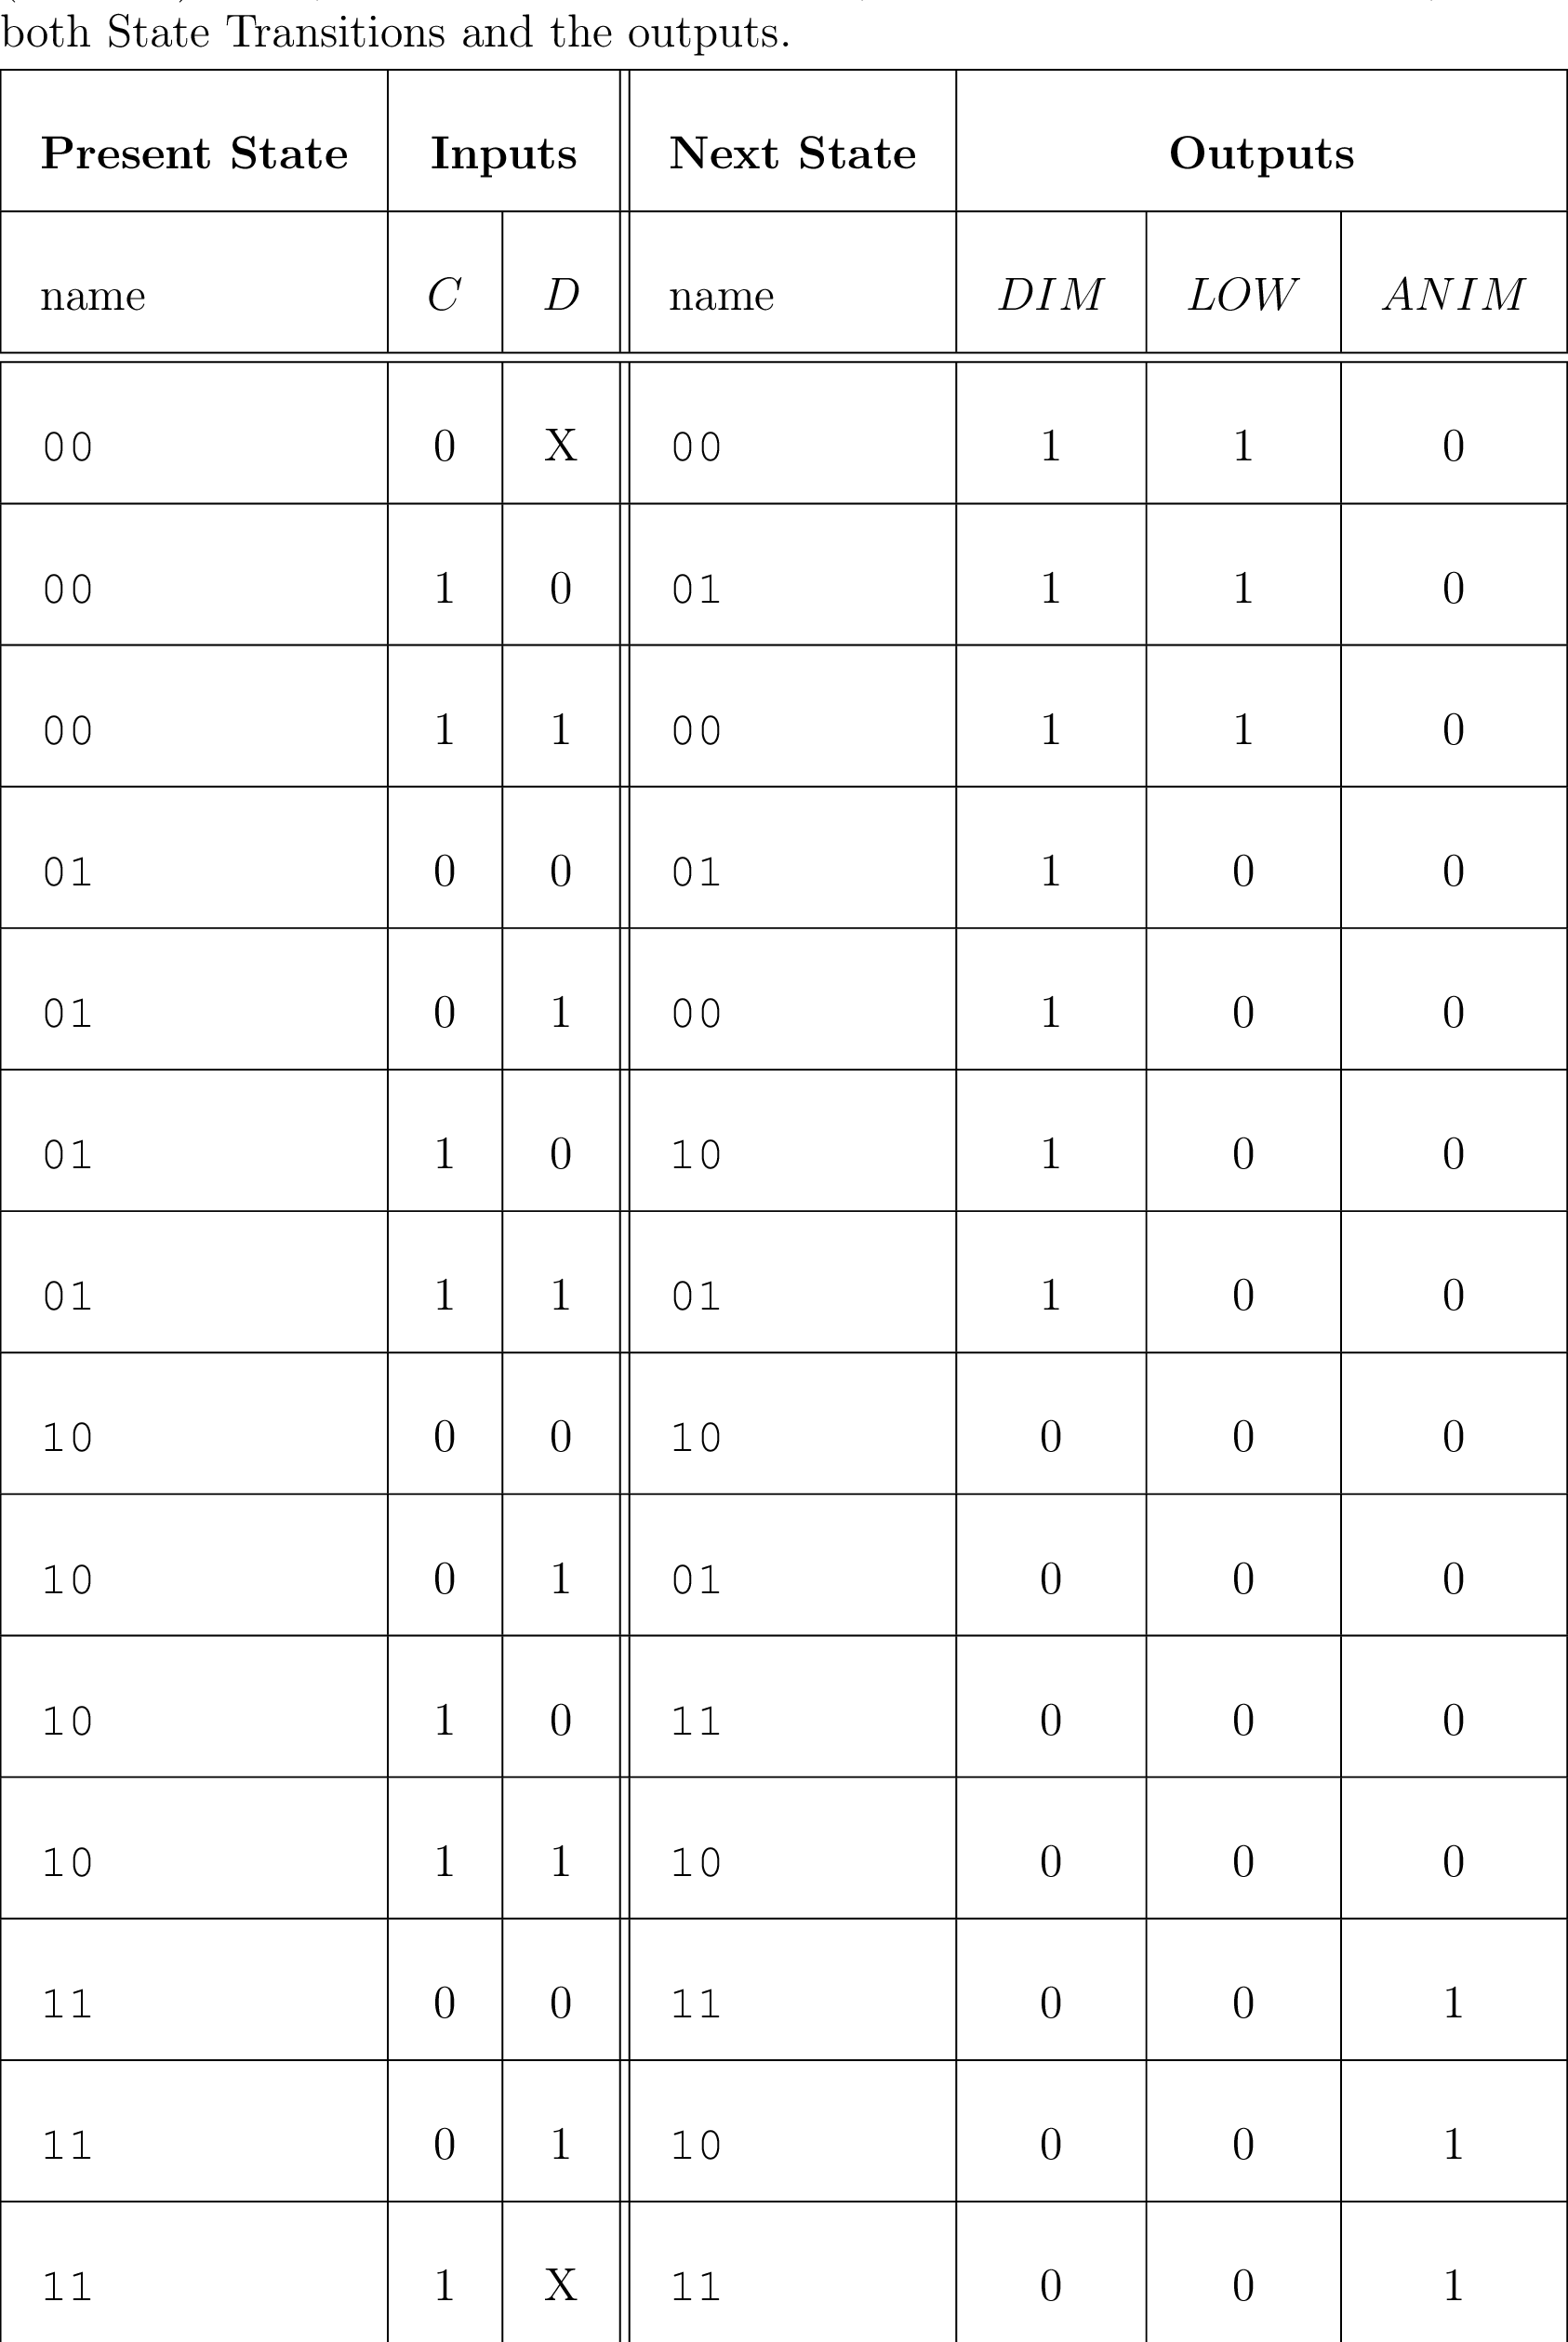 both State Transitions and the outputs.
Present State Inputs Next State Outputs
name C D name DIM LOW ANIM
00 0 X 00 1 1 0
00 1 0 01 1 1 0
00 1 1 00 1 1 0
01 0 0 01 1 0 0
01 0 1 00 1 0 0
01 1 0 10 1 0 0
01 1 1 01 1 0 0
10 0 0 10 0 0 0
10 0 1 01 0 0 0
10 1 0 11 0 0 0
10 1 1 10 0 0 0
11 0 0 11 0 0 1
11 0 1 10 0 0 1
11 1 X 11 0 0 1